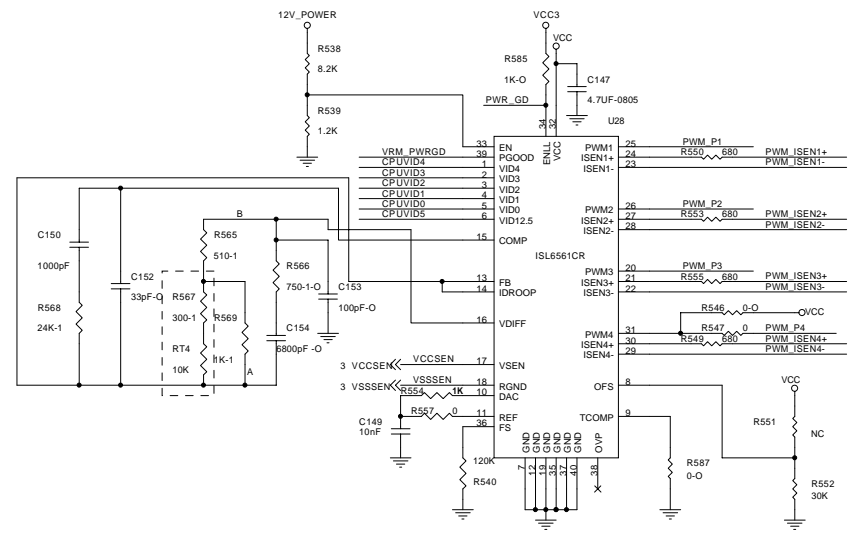 12V_POWER
VCC3
VCC
R538
8.2K
R585
1K-O
C147
4.7UF-0805
PWR_GD
R539
1.2K
U28
34
32
33
EN
ENLL
VCC
PWM1
25
PWM_P1
VRM_PWRGD
39
PGOOD
ISEN1+
24
R550
680
PWM_ISEN1+
CPUVID4
1
VID4
ISEN1-
23
PWM_ISEN1-
CPUVID3
2
VID3
CPUVID2
3
VID2
CPUVID1
4
VID1
CPUVID0
5
VID0
PWM2
26
PWM_P2
CPUVID5
6
VID12.5
ISEN2+
27
R553
680
PWM_ISEN2+
ISEN2-
28
PWM_ISEN2-
B
C150
1000pF
R565
510-1
15
COMP
ISL6561CR
R566
750-1-O
PWM3
20
PWM_P3
C152
33pF-O
C153
100pF-O
13
FB
ISEN3+
21
R555
680
PWM_ISEN3+
14
IDROOP
ISEN3-
22
PWM_ISEN3-
R567
300-1
R568
24K-1
R569
1K-1
R546
0-O
VCC
16
VDIFF
PWM4
31
R547
0
PWM_P4
C154
6800pF -O
ISEN4+
30
R549
680
PWM_ISEN4+
RT4
10K
ISEN4-
29
PWM_ISEN4-
A
3 VCCSEN
VCCSEN
17
VSEN
3 VSSSEN
VSSSEN
18
RGND
OFS
8
VCC
R554
1K
10
DAC
R557
0
11
REF
TCOMP
9
R551
NC
C149
10nF
36
FS
GND
GND
GND
GND
GND
GND
OVP
120K
R540
7
12
19
35
37
40
38
R587
0-O
R552
30K